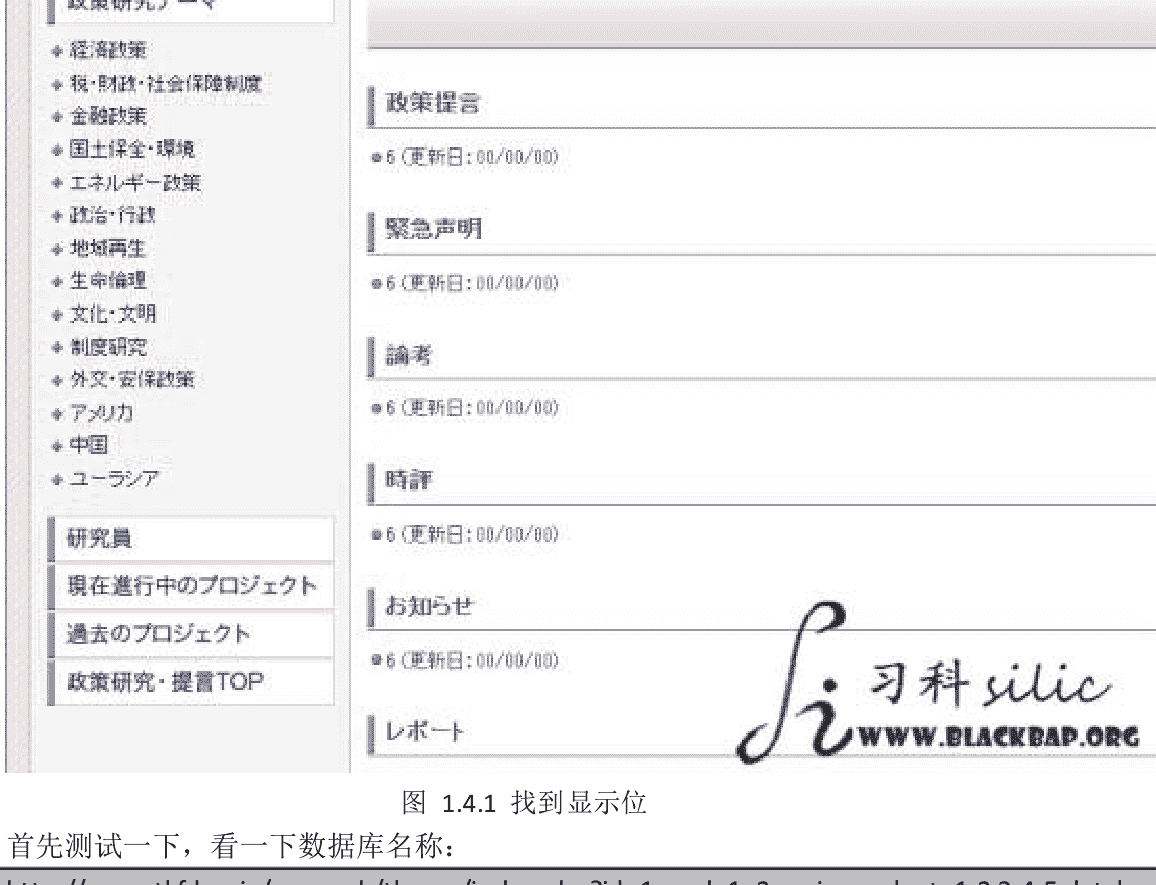 政策研究テーマ
経済政策
税・財政・社会保障制度
金融政策
国土保全・環境
エネルギー政策
政治・行政
地域再生
生命倫理
文化・文明
制度研究
外交・安保政策
アメリカ
中国
ユーラシア
研究員
現在進行中のプロジェクト
過去のプロジェクト
政策研究・提言TOP
政策提言
6(更新日:00/00/00)
緊急声明
6(更新日:00/00/00)
論考
6(更新日:00/00/00)
時評
6(更新日:00/00/00)
お知らせ
6(更新日:00/00/00)
レポート
习科 silic
WWW.BLACKBAP.ORG
图 1.4.1 找到显示位
首先测试一下，看一下数据库名称：